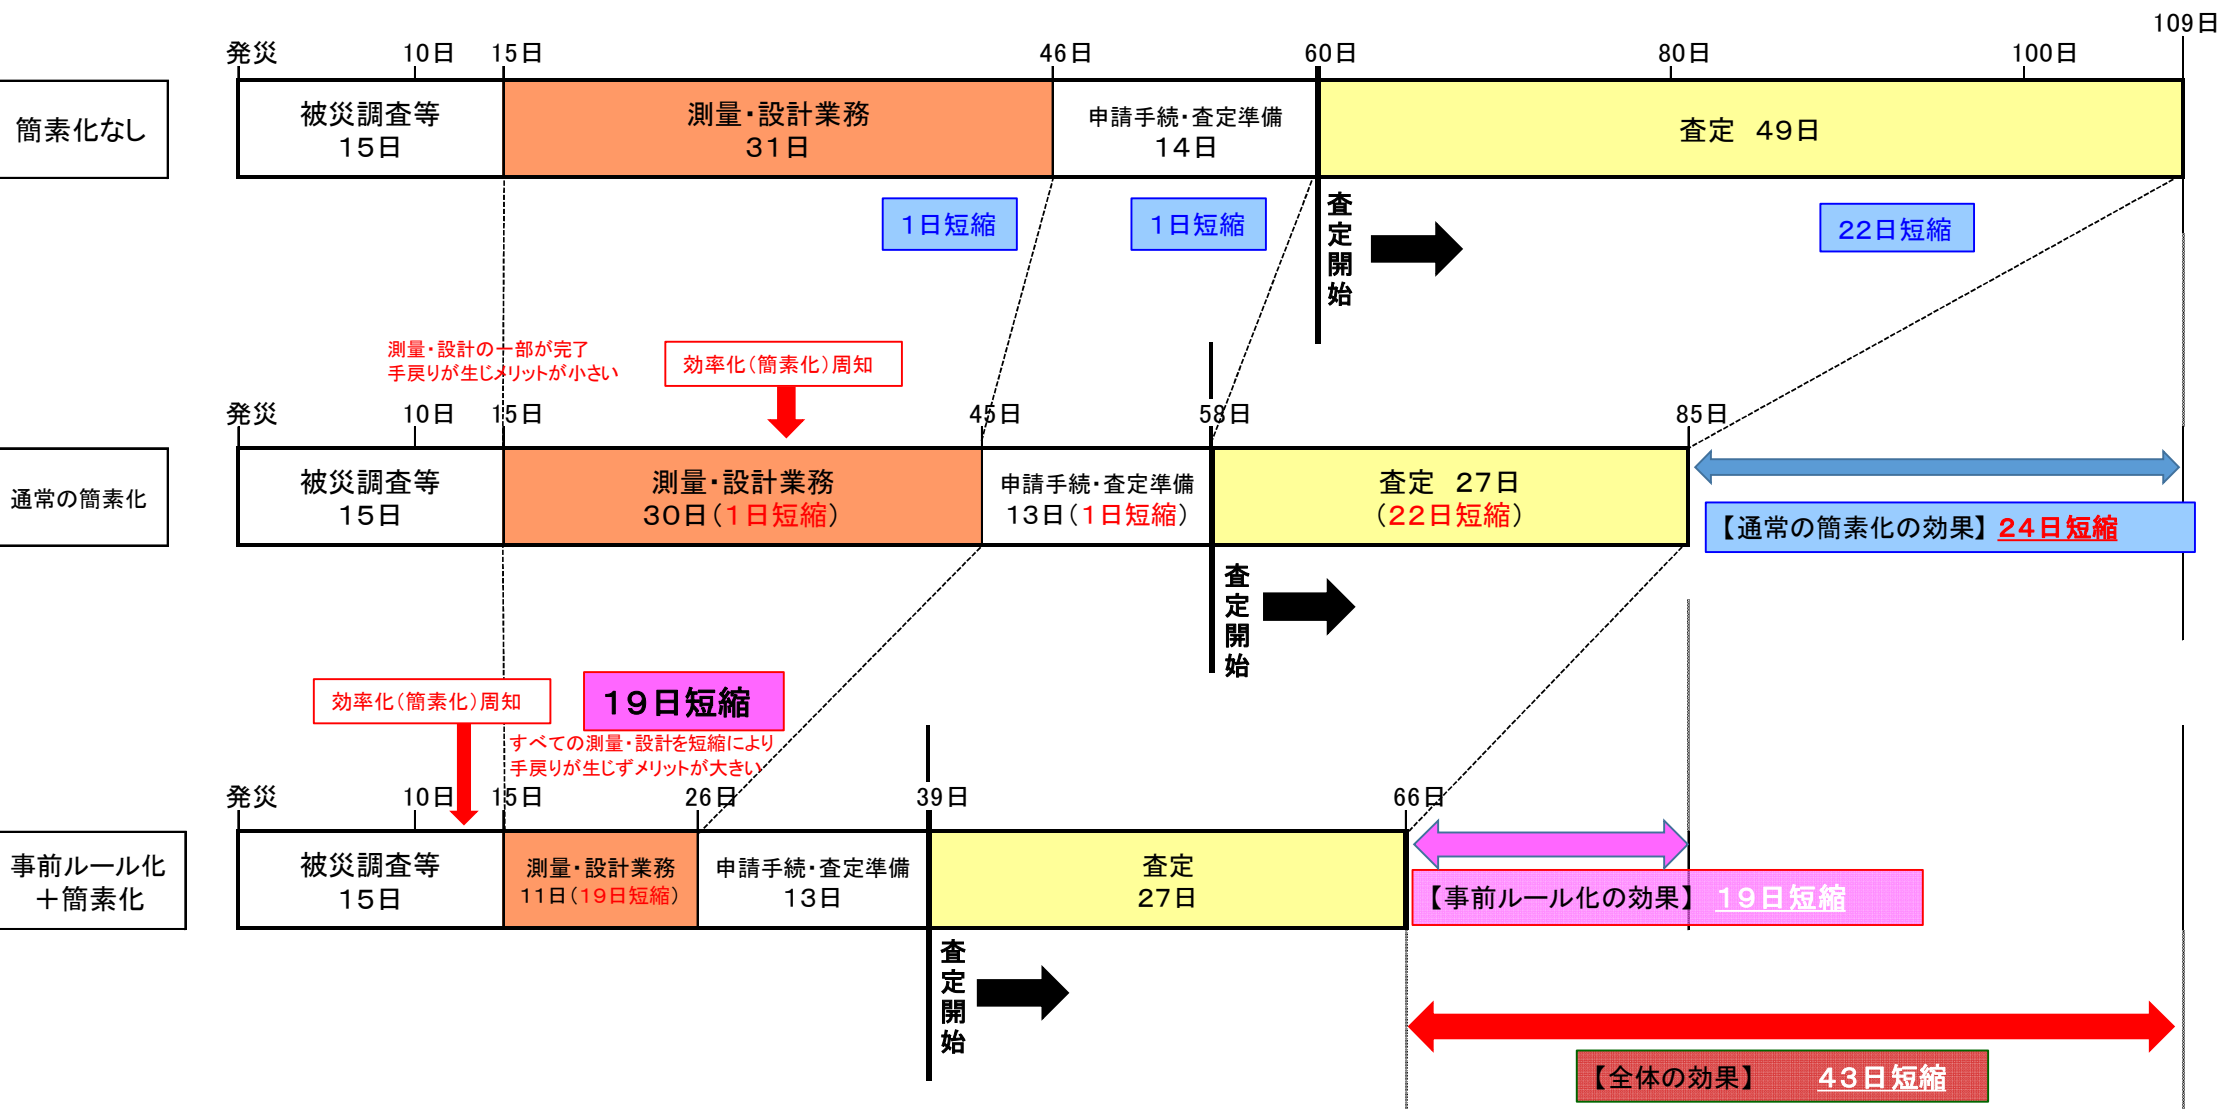 109日
発災 10日 15日 46日 60日 80日 100日
簡素化なし
被災調査等
15日
測量・設計業務
31日
申請手続・査定準備
14日
査定 49日
1日短縮
1日短縮
査定開始
22日短縮
測量・設計の一部が完了
手戻りが生じメリットが小さい
効率化(簡素化)周知
発災 10日 15日 45日 58日 85日
通常の簡素化
被災調査等
15日
測量・設計業務
30日(1日短縮)
申請手続・査定準備
13日(1日短縮)
査定 27日
(22日短縮)
【通常の簡素化の効果】 24日短縮
査定開始
効率化(簡素化)周知
19日短縮
すべての測量・設計を短縮により
手戻りが生じずメリットが大きい
発災 10日 15日 26日 39日 66日
事前ルール化
+簡素化
被災調査等
15日
測量・設計業務
11日(19日短縮)
申請手続・査定準備
13日
査定
27日
【事前ルール化の効果】 19日短縮
査定開始
【全体の効果】 43日短縮